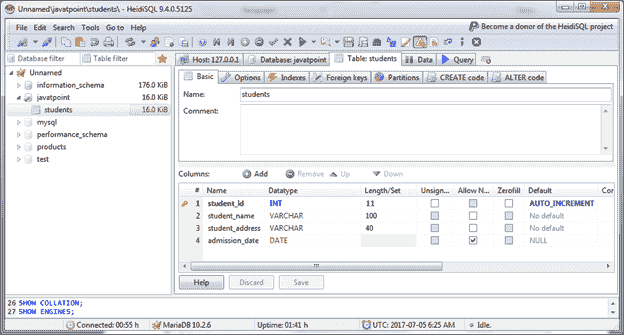 Unnamed\javatpoint\students\ - HeidiSQL 9.4.0.5125
File Edit Search Tools Go to Help
Become a donor of the HeidiSQL project
Database filter Table filter
Host: 127.0.0.1 Database: javatpoint Table: students Data Query
Unnamed
information_schema 176.0 KiB
javatpoint 16.0 KiB
students 16.0 KiB
mysql
performance_schema
products
test
Basic Options Indexes Foreign keys Partitions CREATE code ALTER code
Name: students
Comment:
Columns: Add Remove Up Down
# Name Datatype Length/Set Unsign... Allow N... Zerofill Default Cor
1 student_id INT 11 AUTO_INCREMENT
2 student_name VARCHAR 100 No default
3 student_address VARCHAR 40 No default
4 admission_date DATE NULL
Help Discard Save
26 SHOW COLLATION;
27 SHOW ENGINES;
Connected: 00:55 h MariaDB 10.2.6 Uptime: 01:41 h UTC: 2017-07-05 6:25 AM Idle.